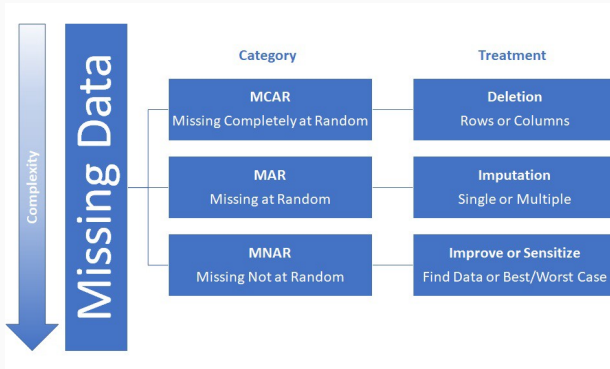 Complexity
Missing Data
Category
Treatment
MCAR
Missing Completely at Random
Deletion
Rows or Columns
MAR
Missing at Random
Imputation
Single or Multiple
MNAR
Missing Not at Random
Improve or Sensitize
Find Data or Best/Worst Case